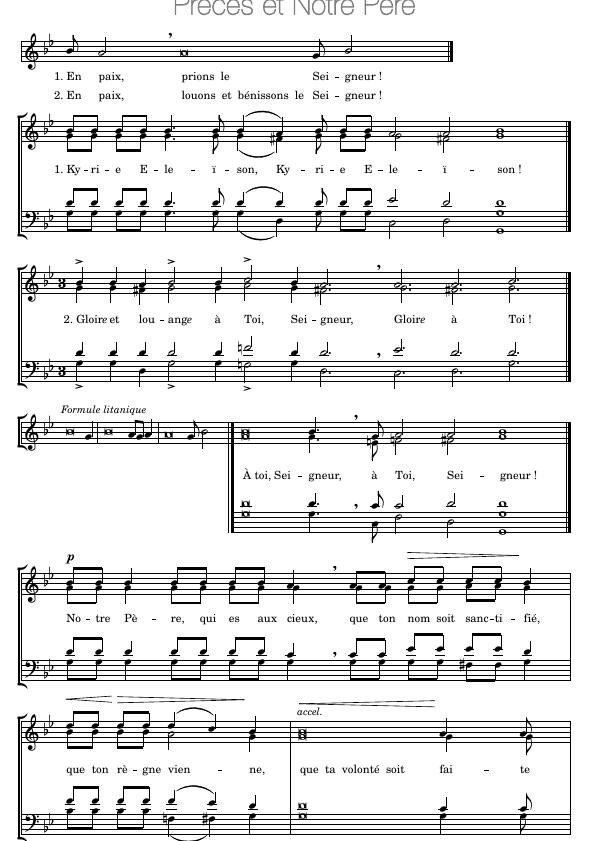 Preces et Notre Père
1. En paix, prions le Sei – gneur !
2. En paix, louons et bénissons le Sei – gneur !
1. Ky – ri – e E – le – ï – son, Ky – ri – e E – le – ï – son !
3
2. Gloire et lou – ange à Toi, Sei – gneur, Gloire à Toi !
3
Formule litanique
À toi, Sei – gneur, à Toi, Sei – gneur !
p
No – tre Pè – re, qui es aux cieux, que ton nom soit sanc – ti – fié,
accel.
que ton rè – gne vien – ne, que ta volonté soit fai – te